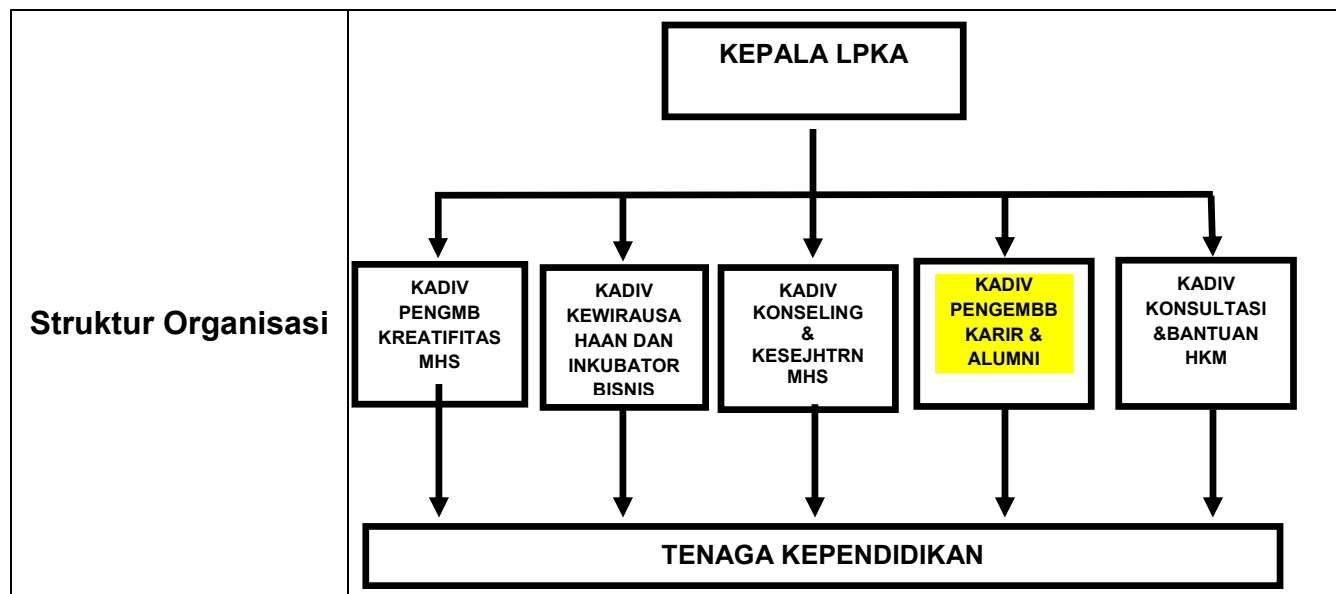 Struktur Organisasi
KEPALA LPKA
KADIV
PENGMB
KREATIFITAS
MHS
KADIV
KEWIRAUSA
HAAN DAN
INKUBATOR
BISNIS
KADIV
KONSELING
&
KESEJHTRN
MHS
KADIV
PENGEMBB
KARIR &
ALUMNI
KADIV
KONSULTASI
&BANTUAN
HKM
TENAGA KEPENDIDIKAN